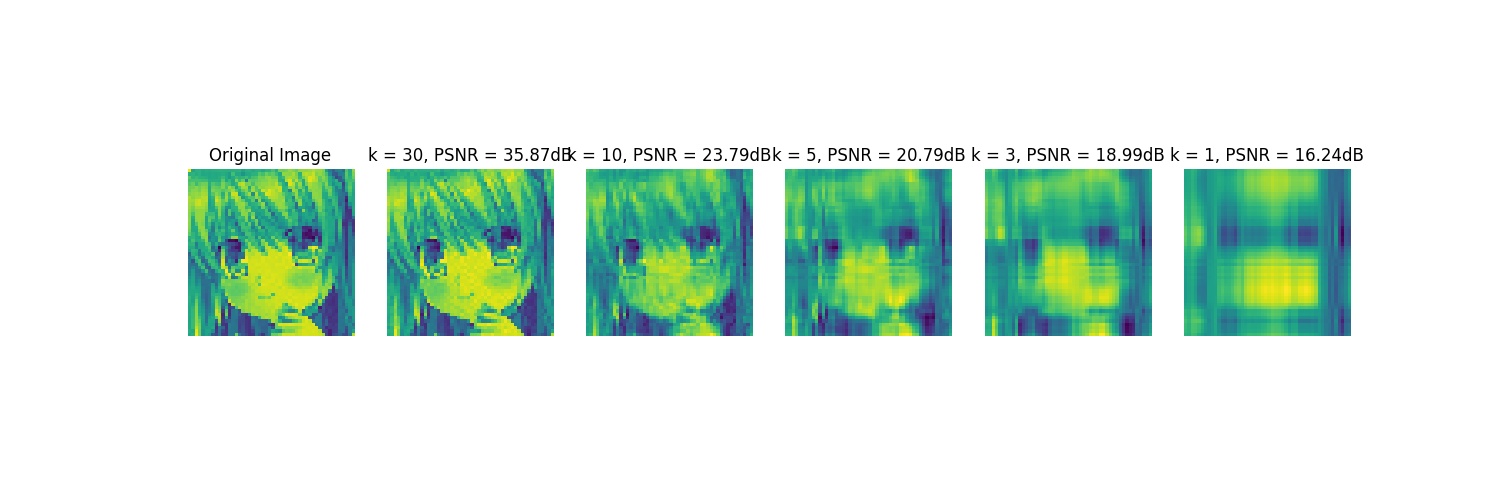 Original Image
k = 30, PSNR = 35.87dB
k = 10, PSNR = 23.79dB
k = 5, PSNR = 20.79dB
k = 3, PSNR = 18.99dB
k = 1, PSNR = 16.24dB